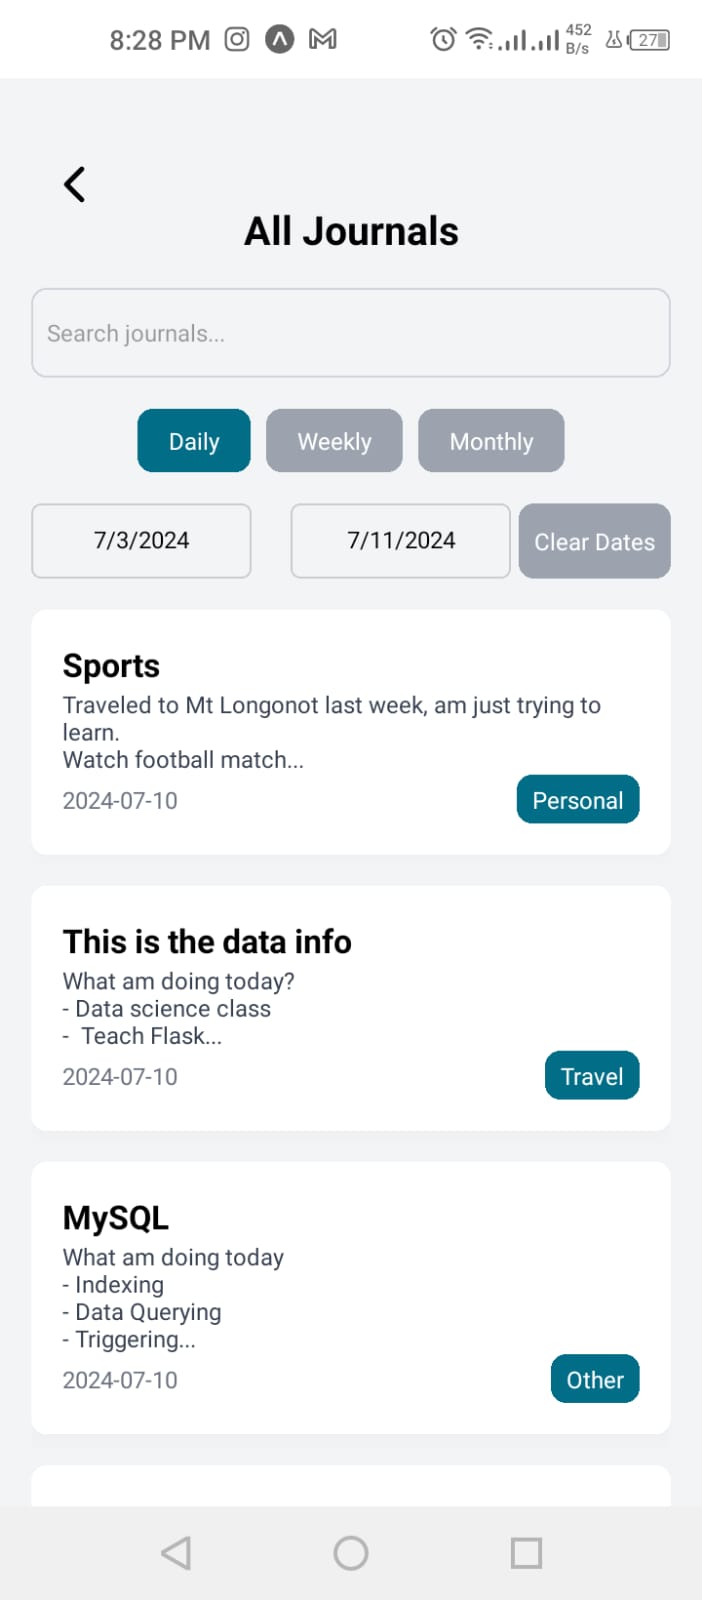 8:28 PM 452 B/s 27
All Journals
Search journals...
Daily Weekly Monthly
7/3/2024 7/11/2024 Clear Dates
Sports
Traveled to Mt Longonot last week, am just trying to
learn.
Watch football match...
2024-07-10 Personal
This is the data info
What am doing today?
- Data science class
-  Teach Flask...
2024-07-10 Travel
MySQL
What am doing today
- Indexing
- Data Querying
- Triggering...
2024-07-10 Other